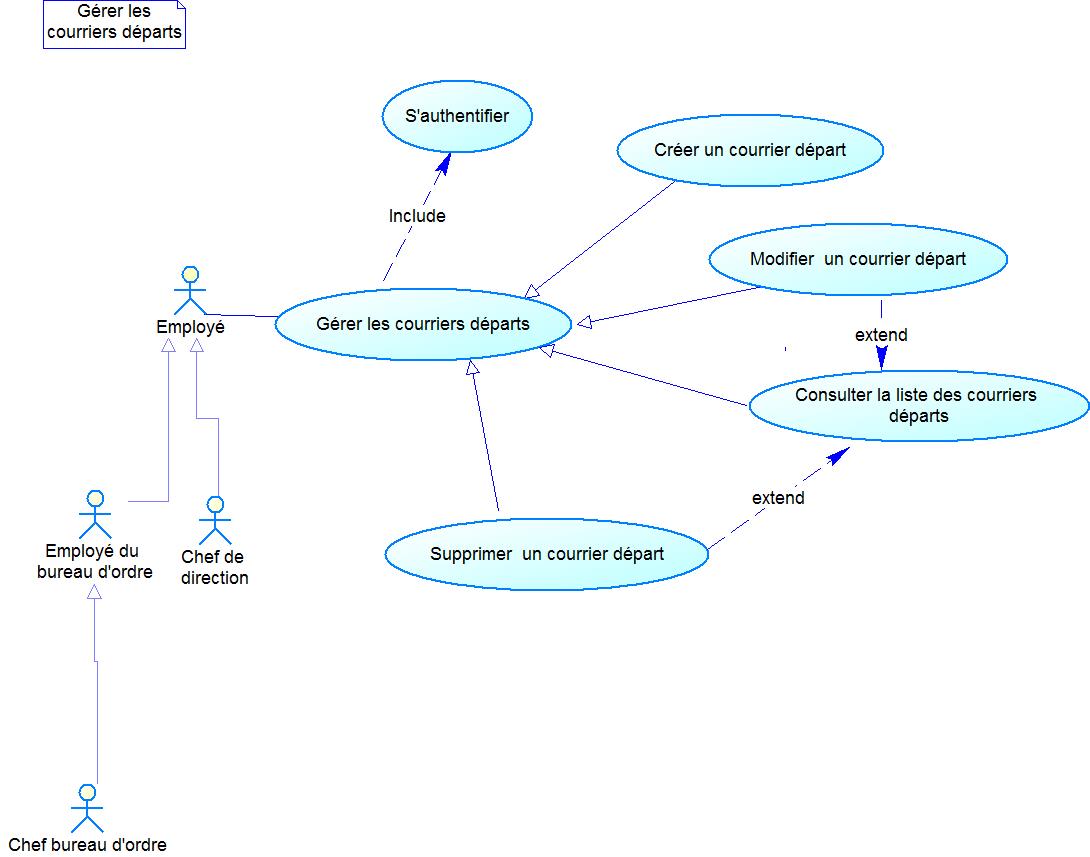 Gérer les
courriers départs
S'authentifier
Créer un courrier départ
Include
Modifier  un courrier départ
Employé
Gérer les courriers départs
extend
Consulter la liste des courriers
départs
extend
Employé du
bureau d'ordre
Chef de
direction
Supprimer  un courrier départ
Chef bureau d'ordre